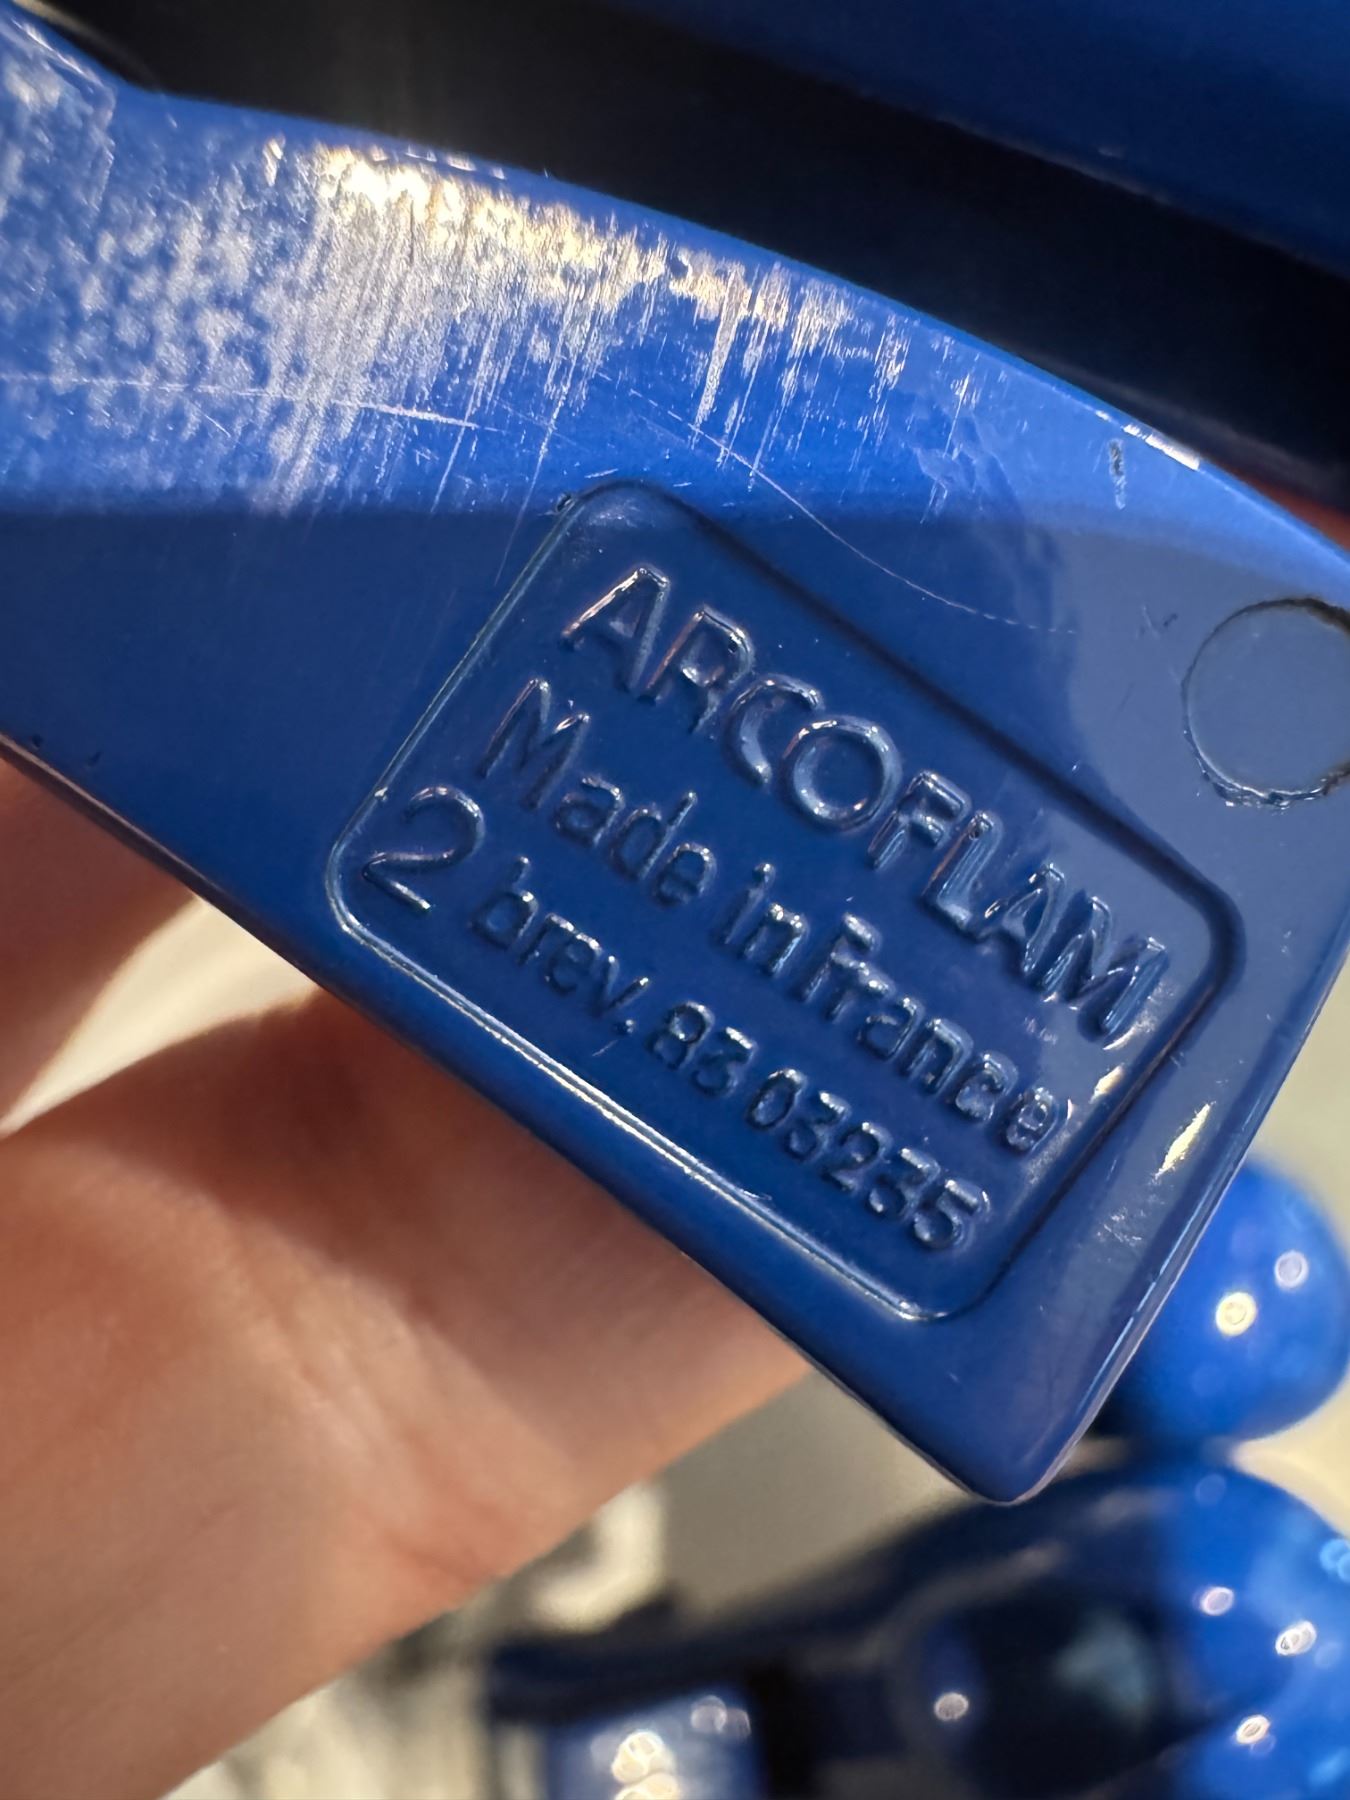 ARCOFLAM
Made in France
2 brev. 83 03235